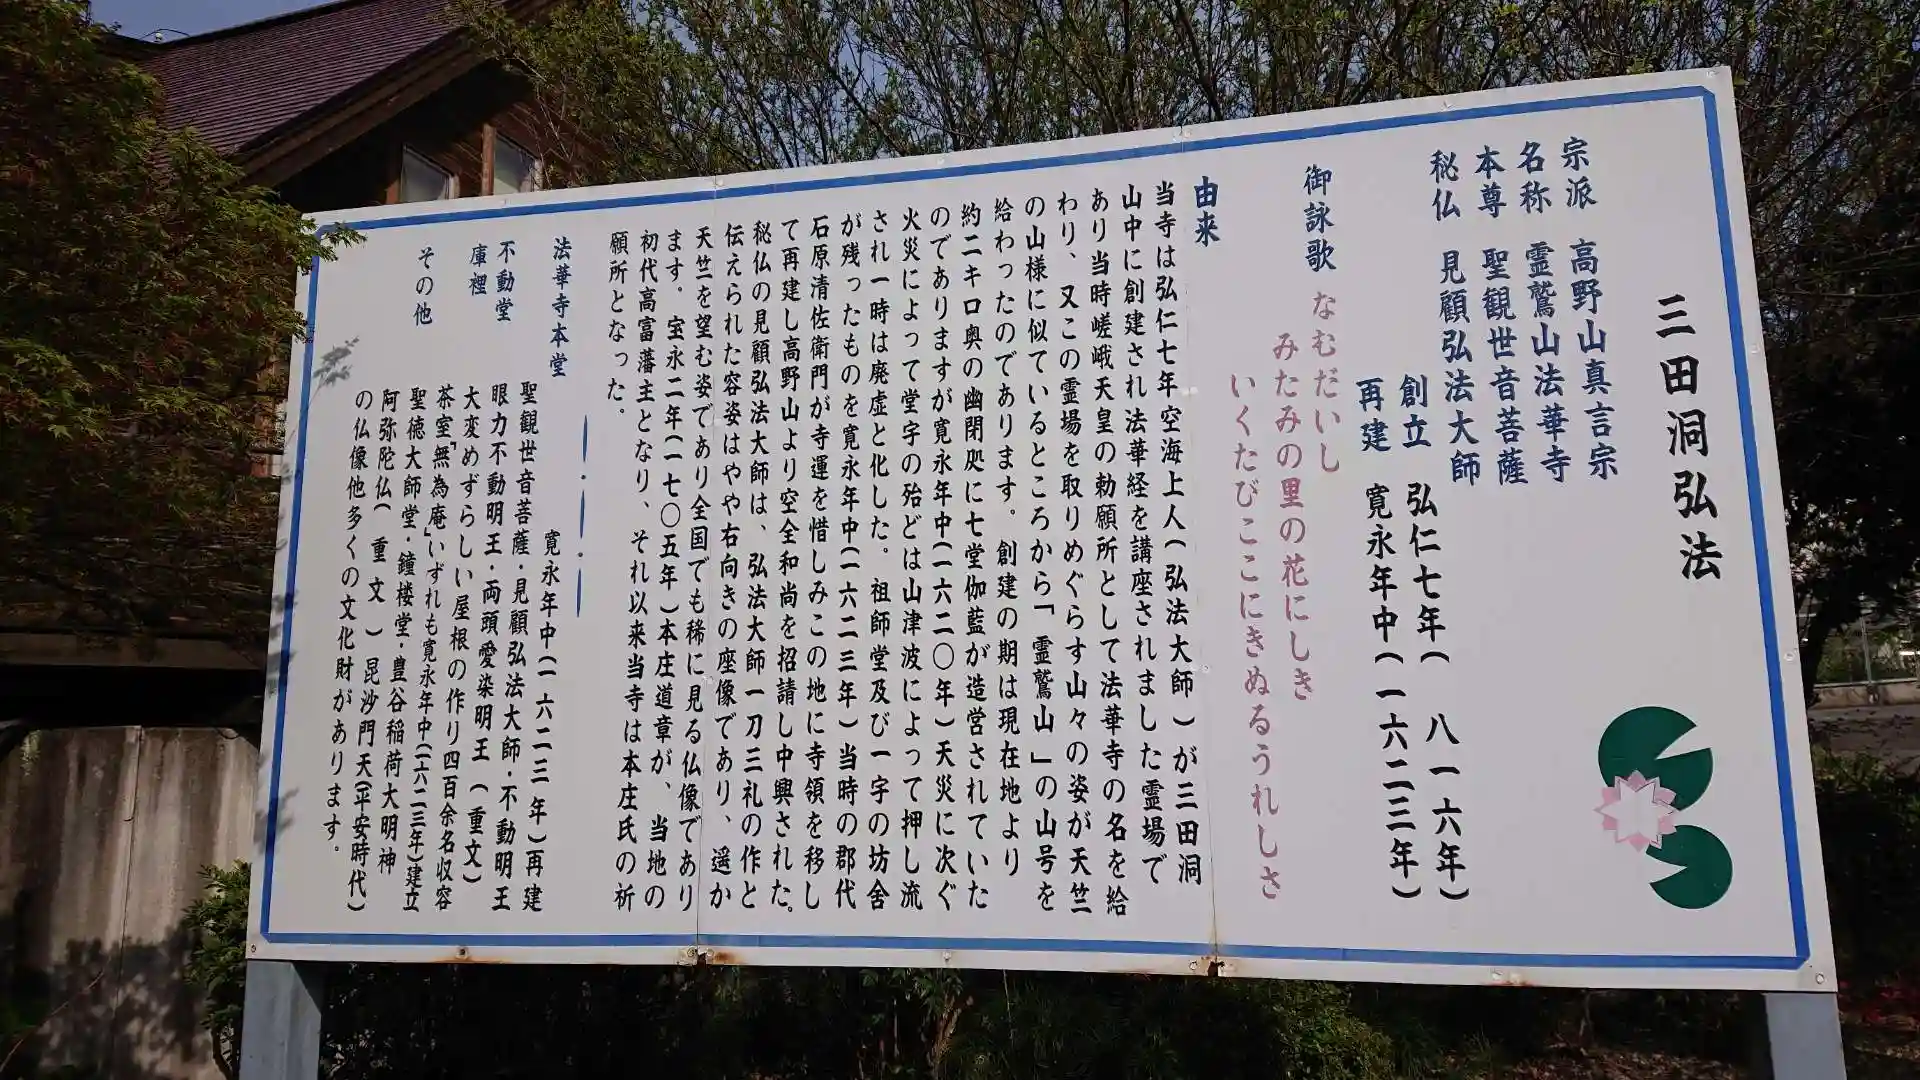 三田洞弘法
宗派 高野山真言宗
名称 霊鷲山法華寺
本尊 聖観世音菩薩
秘仏 見顧弘法大師
創立 弘仁七年(八一六年)
再建 寛永年中(一六二三年)
御詠歌 なむだいし
みたみの里の花にしき
いくたびここにきぬるうれしさ
由来
当寺は弘仁七年空海上人(弘法大師)が三田洞
山中に創建され法華経を講座されました霊場で
あり当時嵯峨天皇の勅願所として法華寺の名を給
わり、又この霊場を取りめぐらす山々の姿が天竺
の山様に似ているところから「霊鷲山」の山号を
給わったのであります。創建の期は現在地より
約二キロ奥の幽閉処に七堂伽藍が造営されていた
のでありますが寛永年中(一六二〇年)天災に次ぐ
火災によって堂宇の殆どは山津波によって押し流
され一時は廃虚と化した。祖師堂及び一宇の坊舎
が残ったものを寛永年中(一六二三年)当時の郡代
石原清佐衛門が寺運を惜しみこの地に寺領を移し
て再建し高野山より空全和尚を招請し中興された。
秘仏の見顧弘法大師は、弘法大師一刀三礼の作と
伝えられた容姿はやや右向きの座像であり、遥か
天竺を望む姿であり全国でも稀に見る仏像であり
ます。宝永二年(一七〇五年)本庄道章が、当地の
初代高富藩主となり、それ以来当寺は本庄氏の祈
願所となった。
法華寺本堂 寛永年中(一六二三年)再建
聖観世音菩薩・見顧弘法大師・不動明王
不動堂 眼力不動明王・両頭愛染明王(重文)
庫裡 大変めずらしい屋根の作り四百余名収容
茶室「無為庵」いずれも寛永年中(一六二三年)建立
その他 聖徳大師堂・鐘楼堂・豊谷稲荷大明神
阿弥陀仏(重文)昆沙門天(平安時代)
の仏像他多くの文化財があります。